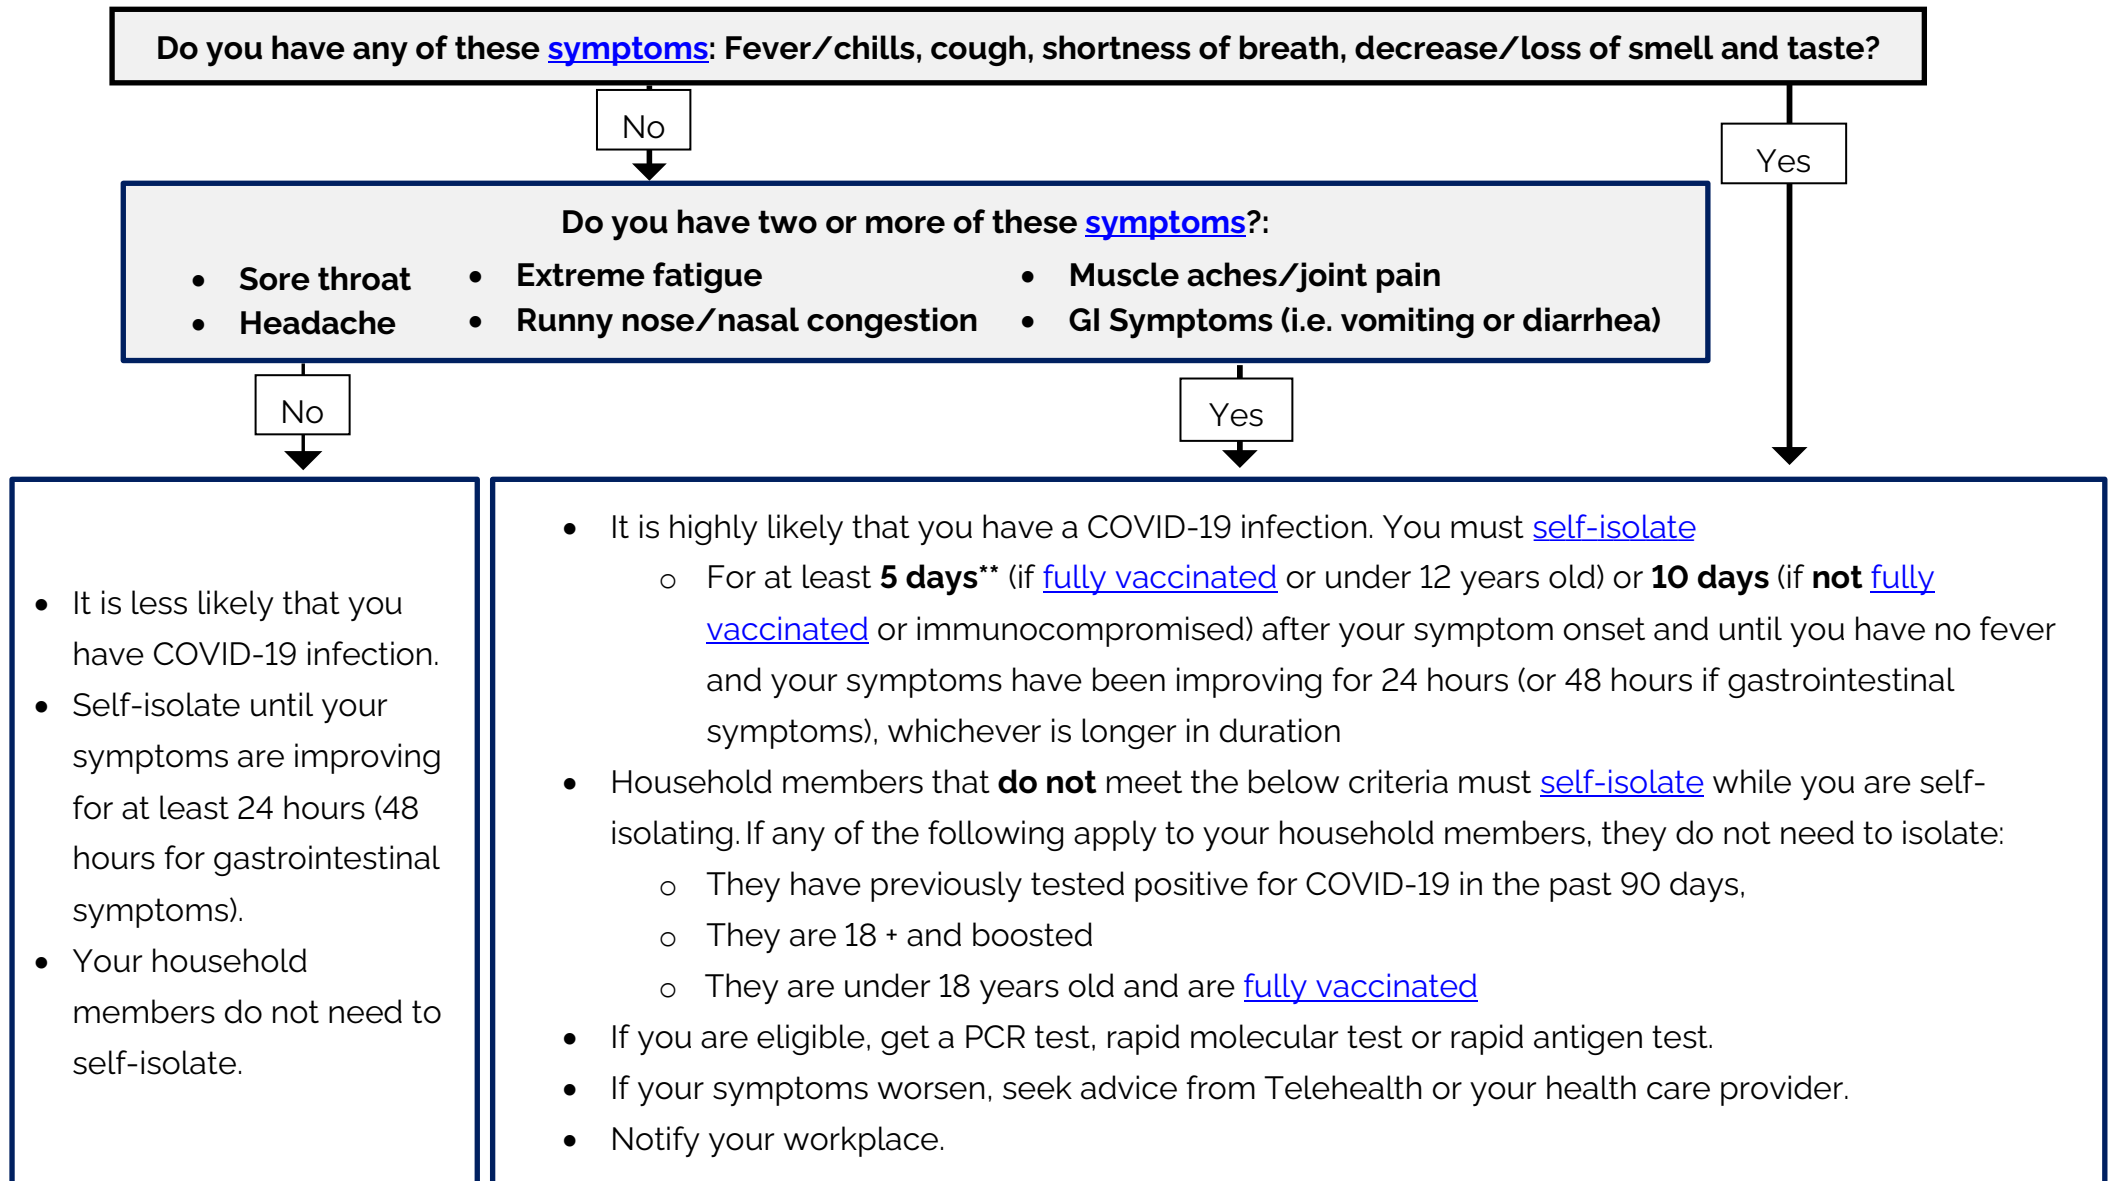 Do you have any of these symptoms: Fever/chills, cough, shortness of breath, decrease/loss of smell and taste?
No
Yes
Do you have two or more of these symptoms?:
• Sore throat
• Headache
• Extreme fatigue
• Runny nose/nasal congestion
• Muscle aches/joint pain
• GI Symptoms (i.e. vomiting or diarrhea)
No
Yes
• It is less likely that you
have COVID-19 infection.
• Self-isolate until your
symptoms are improving
for at least 24 hours (48
hours for gastrointestinal
symptoms).
• Your household
members do not need to
self-isolate.
• It is highly likely that you have a COVID-19 infection. You must self-isolate
o For at least 5 days** (if fully vaccinated or under 12 years old) or 10 days (if not fully
vaccinated or immunocompromised) after your symptom onset and until you have no fever
and your symptoms have been improving for 24 hours (or 48 hours if gastrointestinal
symptoms), whichever is longer in duration
• Household members that do not meet the below criteria must self-isolate while you are self-
isolating. If any of the following apply to your household members, they do not need to isolate:
o They have previously tested positive for COVID-19 in the past 90 days,
o They are 18 + and boosted
o They are under 18 years old and are fully vaccinated
• If you are eligible, get a PCR test, rapid molecular test or rapid antigen test.
• If your symptoms worsen, seek advice from Telehealth or your health care provider.
• Notify your workplace.